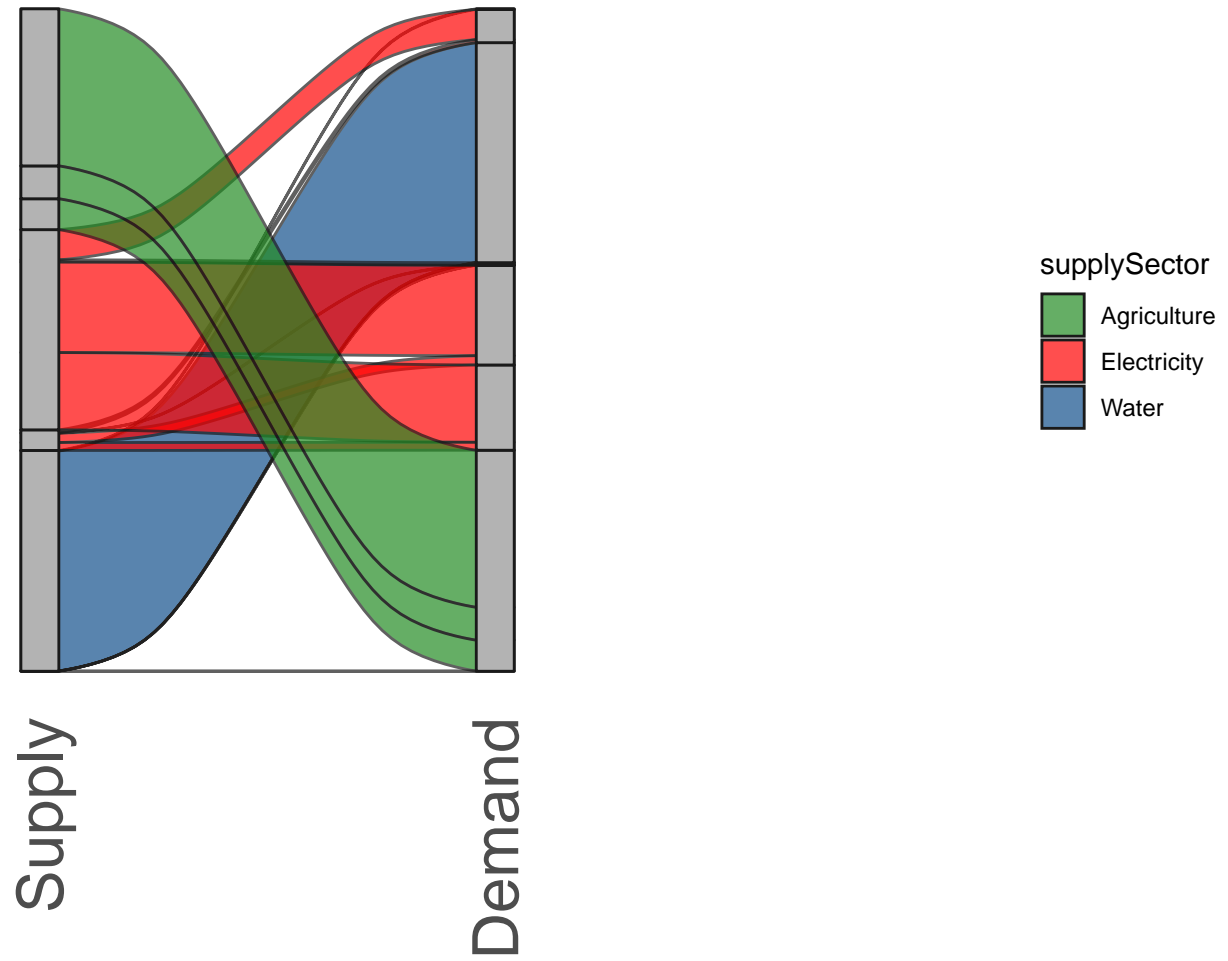 supplySector
Agriculture
Electricity
Water
Supply
Demand